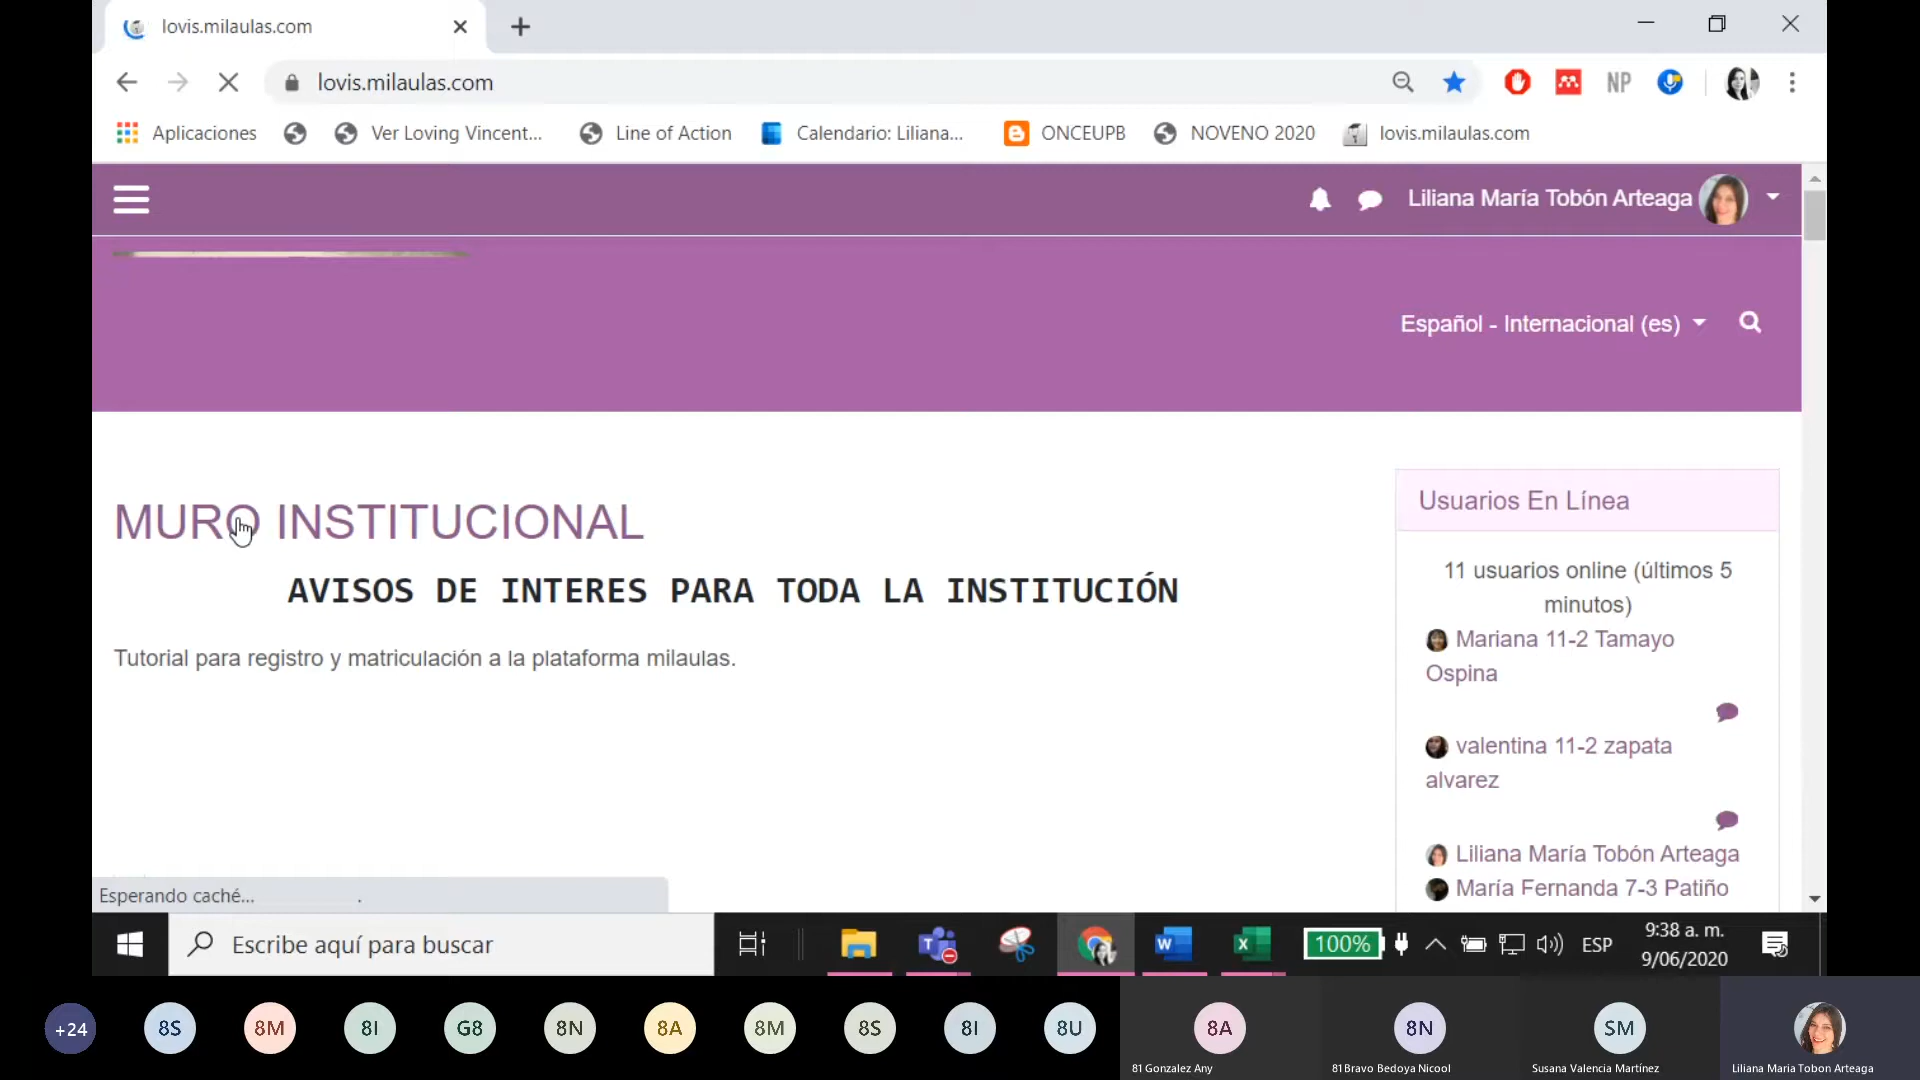 lovis.milaulas.com
lovis.milaulas.com
NP
Aplicaciones
Ver Loving Vincent...
Line of Action
Calendario: Liliana...
ONCEUPB
NOVENO 2020
lovis.milaulas.com
Liliana María Tobón Arteaga
Español - Internacional (es)
MURO INSTITUCIONAL
AVISOS DE INTERES PARA TODA LA INSTITUCIÓN
Tutorial para registro y matriculación a la plataforma milaulas.
Usuarios En Línea
11 usuarios online (últimos 5
minutos)
Mariana 11-2 Tamayo
Ospina
valentina 11-2 zapata
alvarez
Liliana María Tobón Arteaga
María Fernanda 7-3 Patiño
Esperando caché...
Escribe aquí para buscar
100%
ESP
9:38 a. m.
9/06/2020
+24
8S
8M
8I
G8
8N
8A
8M
8S
8I
8U
8A
8N
SM
81 Gonzalez Any
81Bravo Bedoya Nicool
Susana Valencia Martínez
Liliana Maria Tobon Arteaga